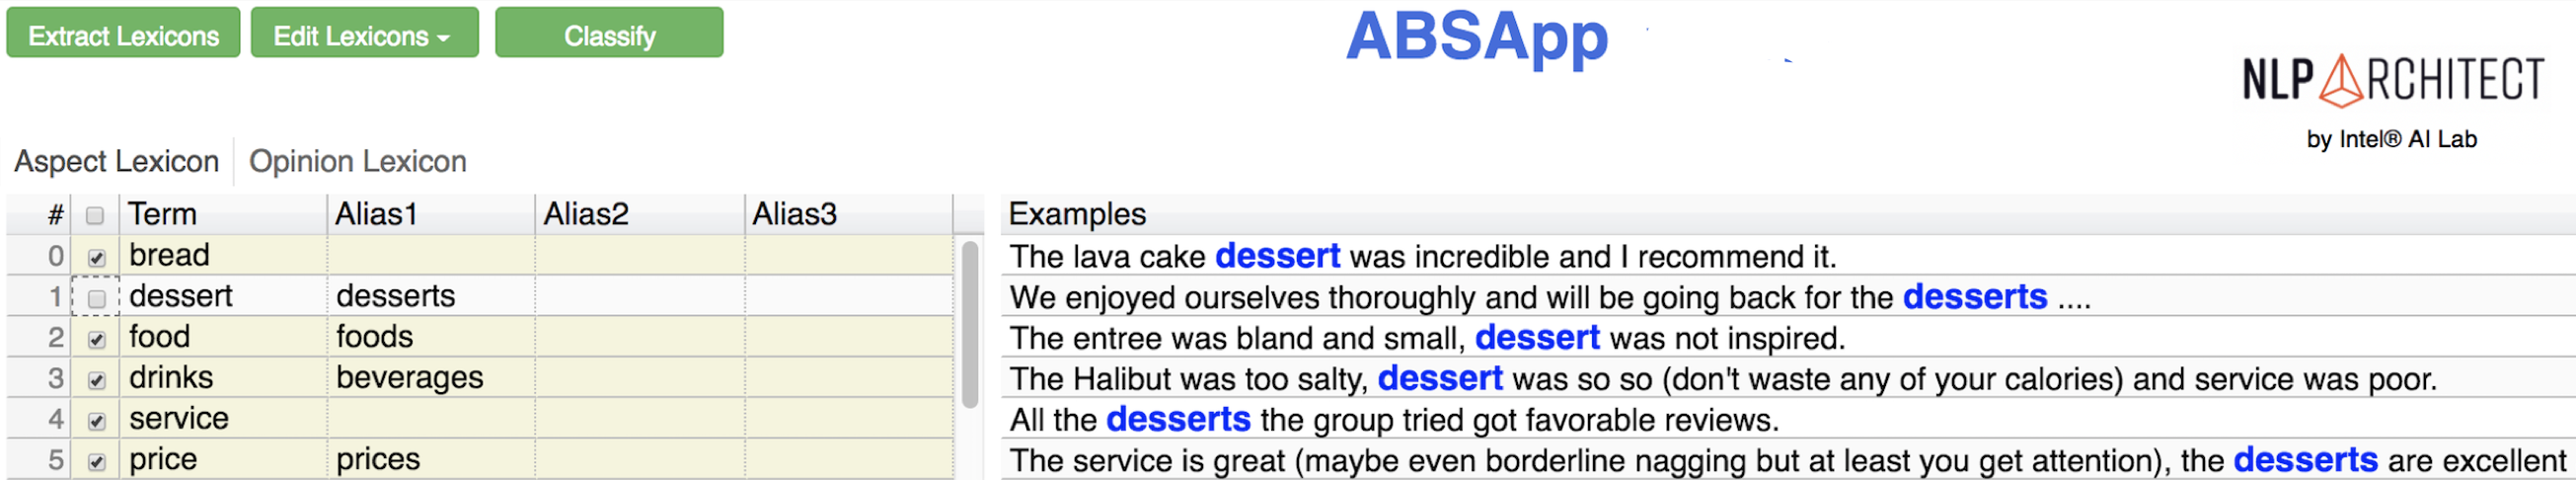 Extract Lexicons Edit Lexicons Classify ABSApp
NLP ARCHITECT
by Intel® AI Lab
Aspect Lexicon Opinion Lexicon
# Term Alias1 Alias2 Alias3
0 bread
1 dessert desserts
2 food foods
3 drinks beverages
4 service
5 price prices
Examples
The lava cake dessert was incredible and I recommend it.
We enjoyed ourselves thoroughly and will be going back for the desserts ....
The entree was bland and small, dessert was not inspired.
The Halibut was too salty, dessert was so so (don't waste any of your calories) and service was poor.
All the desserts the group tried got favorable reviews.
The service is great (maybe even borderline nagging but at least you get attention), the desserts are excellent